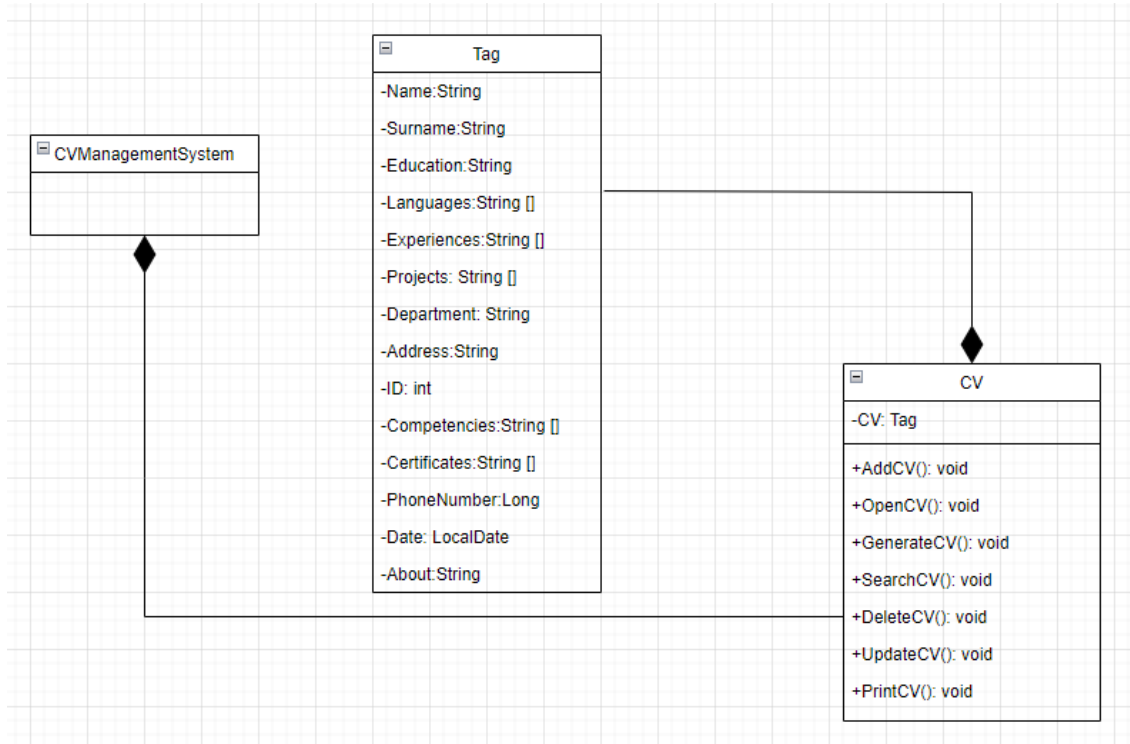 CVManagementSystem
Tag
-Name:String
-Surname:String
-Education:String
-Languages:String []
-Experiences:String []
-Projects: String []
-Department: String
-Address:String
-ID: int
-Competencies:String []
-Certificates:String []
-PhoneNumber:Long
-Date: LocalDate
-About:String
CV
-CV: Tag
+AddCV(): void
+OpenCV(): void
+GenerateCV(): void
+SearchCV(): void
+DeleteCV(): void
+UpdateCV(): void
+PrintCV(): void